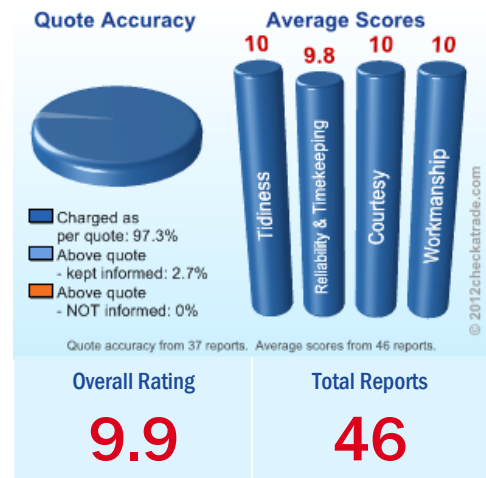 Quote Accuracy
Charged as
per quote: 97.3%
Above quote
- kept informed: 2.7%
Above quote
- NOT informed: 0%
Average Scores
10
9.8
10
10
Tidiness
Reliability & Timekeeping
Courtesy
Workmanship
© 2012checkatrade.com
Quote accuracy from 37 reports. Average scores from 46 reports.
Overall Rating
9.9
Total Reports
46